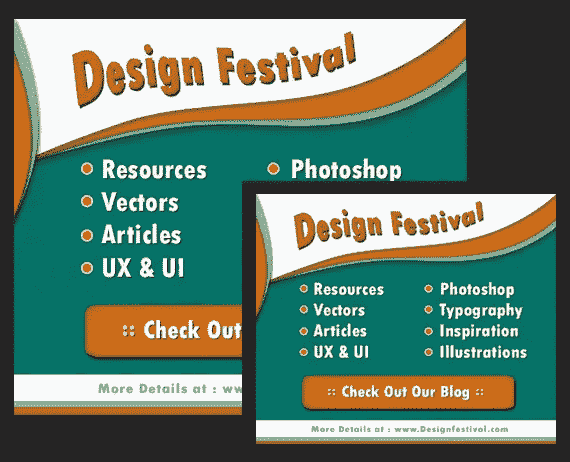 Design Festival
Resources
Photoshop
Vectors
Articles
UX & UI
:: Check Out
More Details at : ww
Design Festival
Resources
Photoshop
Vectors
Typography
Articles
Inspiration
UX & UI
Illustrations
:: Check Out Our Blog ::
More Details at : www.Designfestivol.com